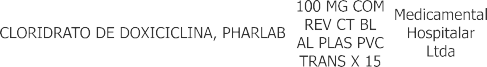 CLORIDRATO DE DOXICICLINA, PHARLAB
100 MG COM
REV CT BL
AL PLAS PVC
TRANS X 15
Medicamental
Hospitalar
Ltda